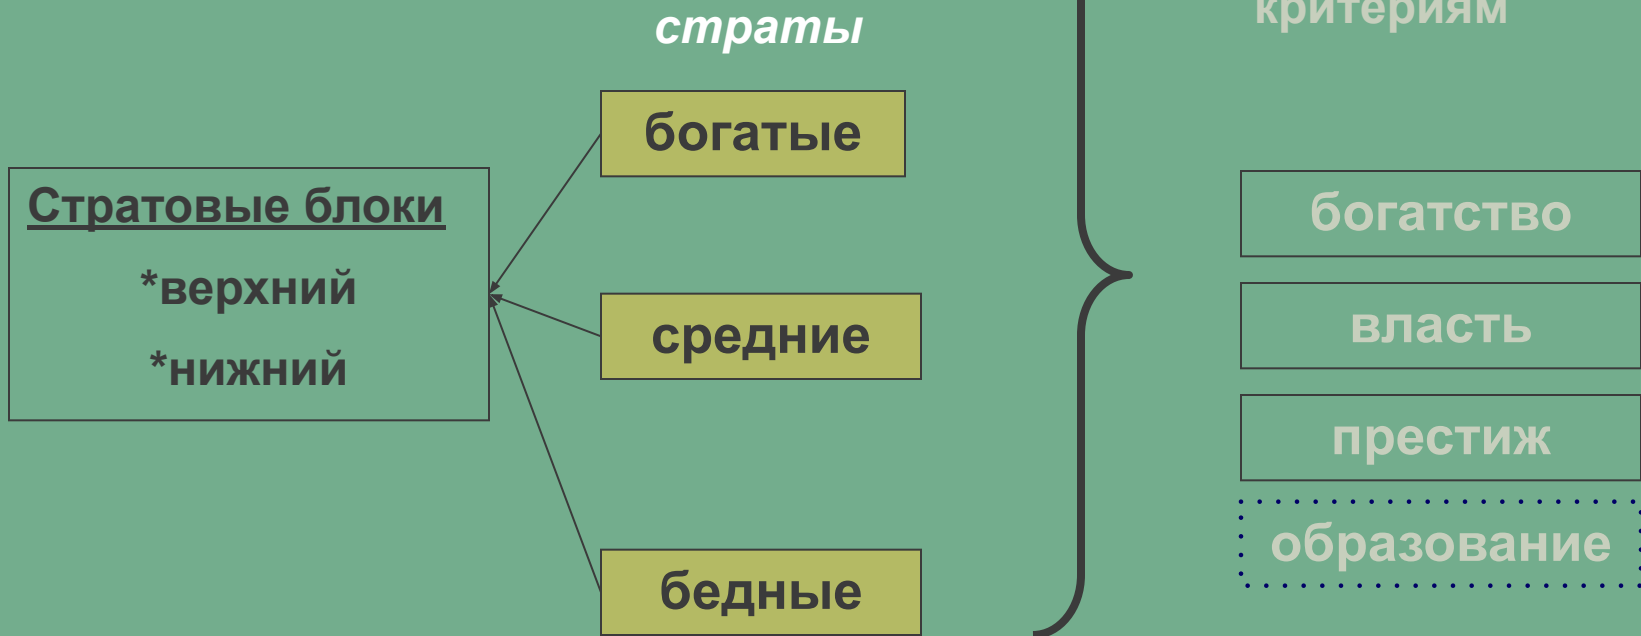 страты
критериям
богатые
Стратовые блоки
*верхний
*нижний
средние
бедные
богатство
власть
престиж
образование